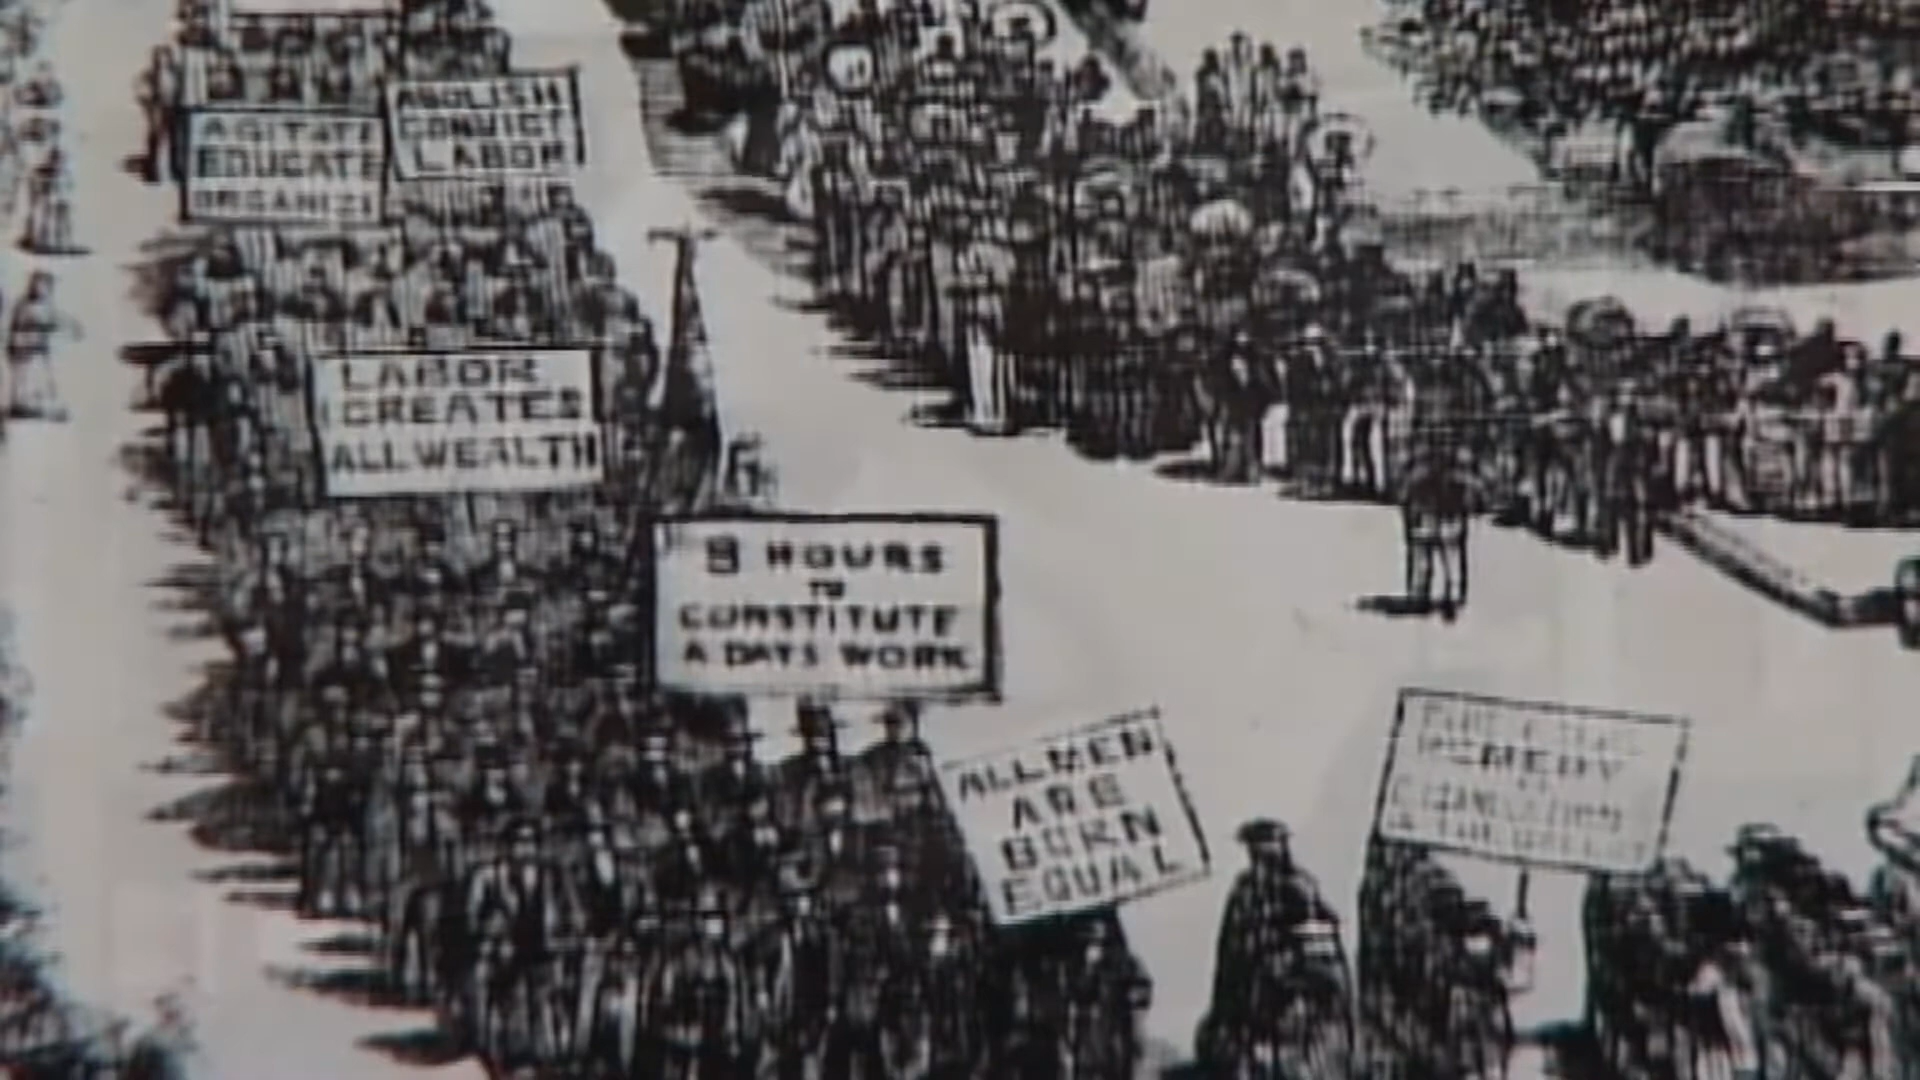 AGITATE
EDUCATE
ORGANIZE
ABOLISH
CONVICT
LABOR
LABOR
CREATES
ALL WEALTH
8 HOURS
TO
CONSTITUTE
A DAYS WORK
ALL MEN
ARE
BORN
EQUAL
REMEDY